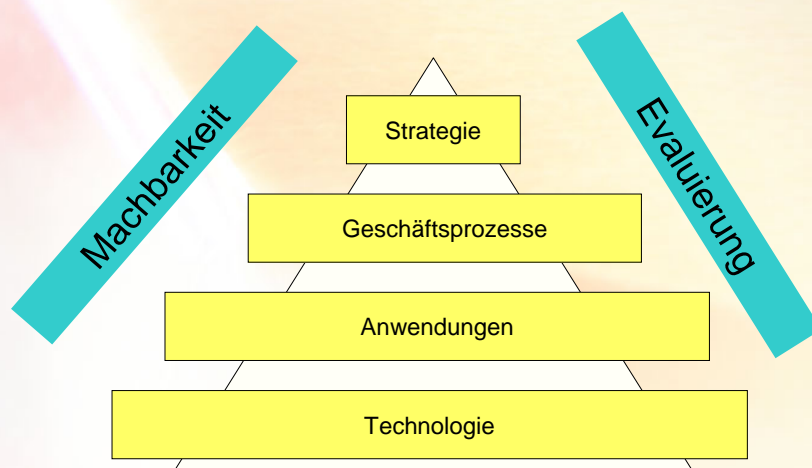 Machbarkeit
Evaluierung
Strategie
Geschäftsprozesse
Anwendungen
Technologie